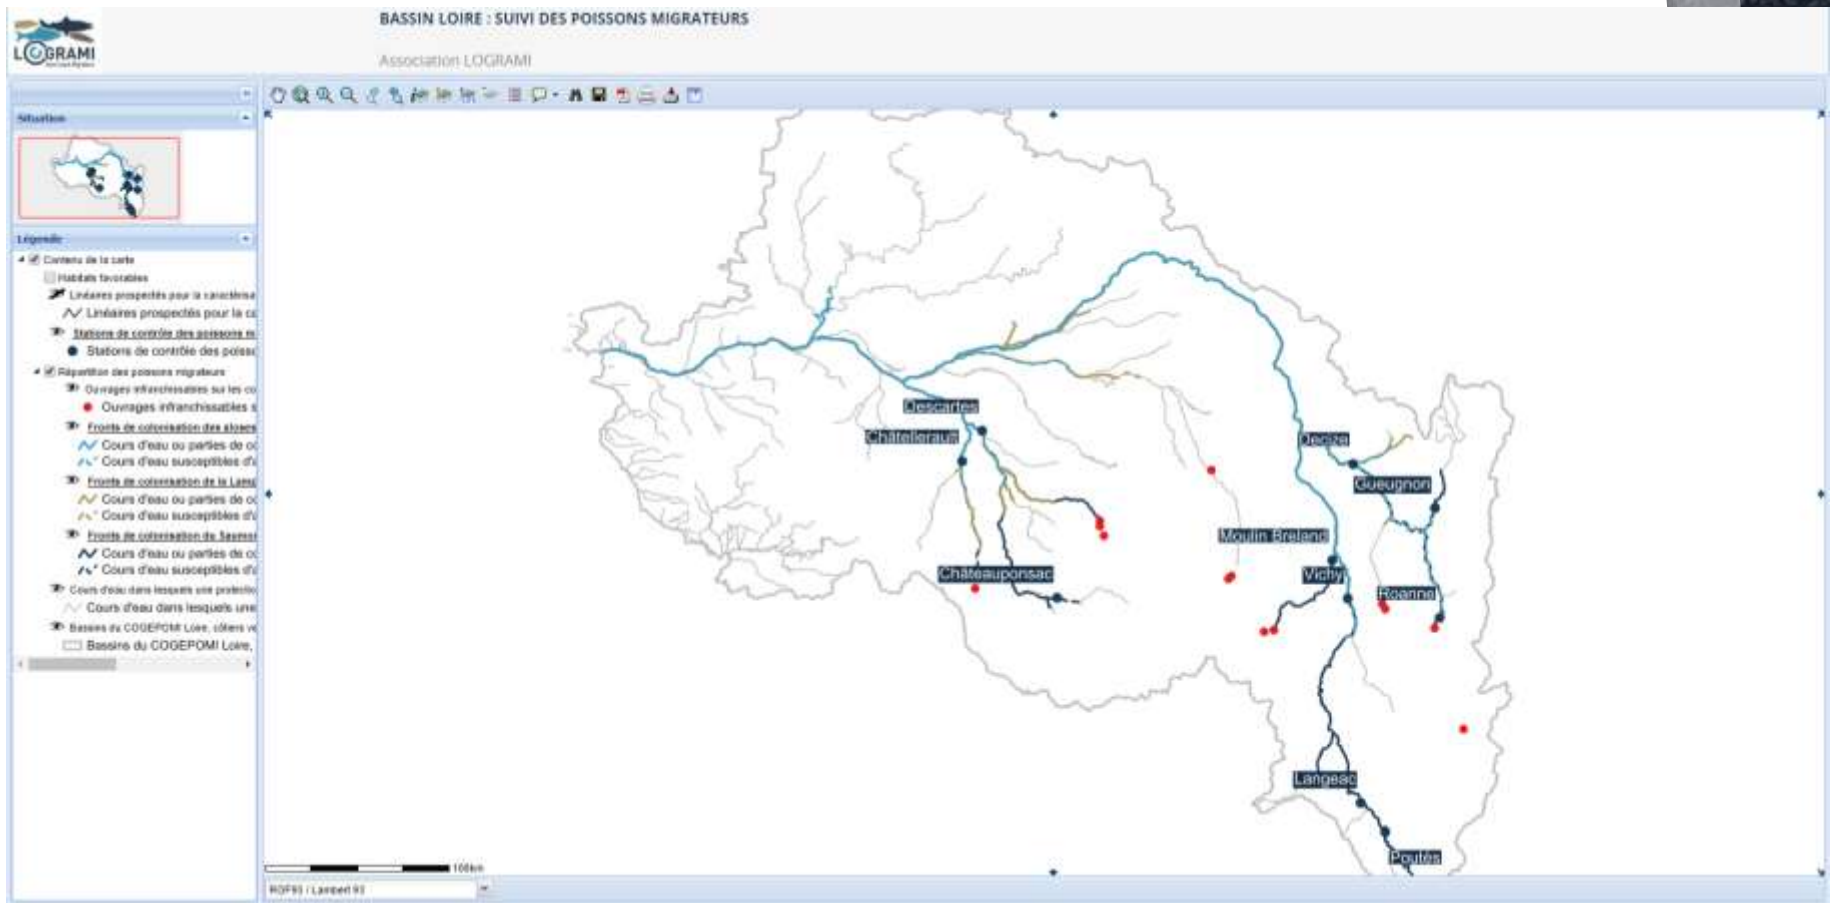 BASSIN LOIRE : SUIVI DES POISSONS MIGRATEURS
LOGRAMI
Association LOGRAMI
Situation
Légende
Contenu de la carte
Habitats favorables
Linéaires prospectés pour la caractérisa
Linéaires prospectés pour la ca
Stations de contrôle des poissons m
Stations de contrôle des poisso
Répartition des poissons migrateurs
Ouvrages infranchissables sur les co
Ouvrages infranchissables s
Fronts de colonisation des aloses
Cours d'eau ou parties de co
Cours d'eau susceptibles d'a
Fronts de colonisation de la Lamp
Cours d'eau ou parties de co
Cours d'eau susceptibles d'a
Fronts de colonisation du Saumon
Cours d'eau ou parties de co
Cours d'eau susceptibles d'a
Cours d'eau dans lesquels une protectio
Cours d'eau dans lesquels une
Bassins du COGEPOMI Loire, côtiers ve
Bassins du COGEPOMI Loire,
Descartes
Châtellerault
Decize
Gueugnon
Moulin Breland
Châteauponsac
Vichy
Roanne
Langeac
Poutès
100km
RGF93 / Lambert 93